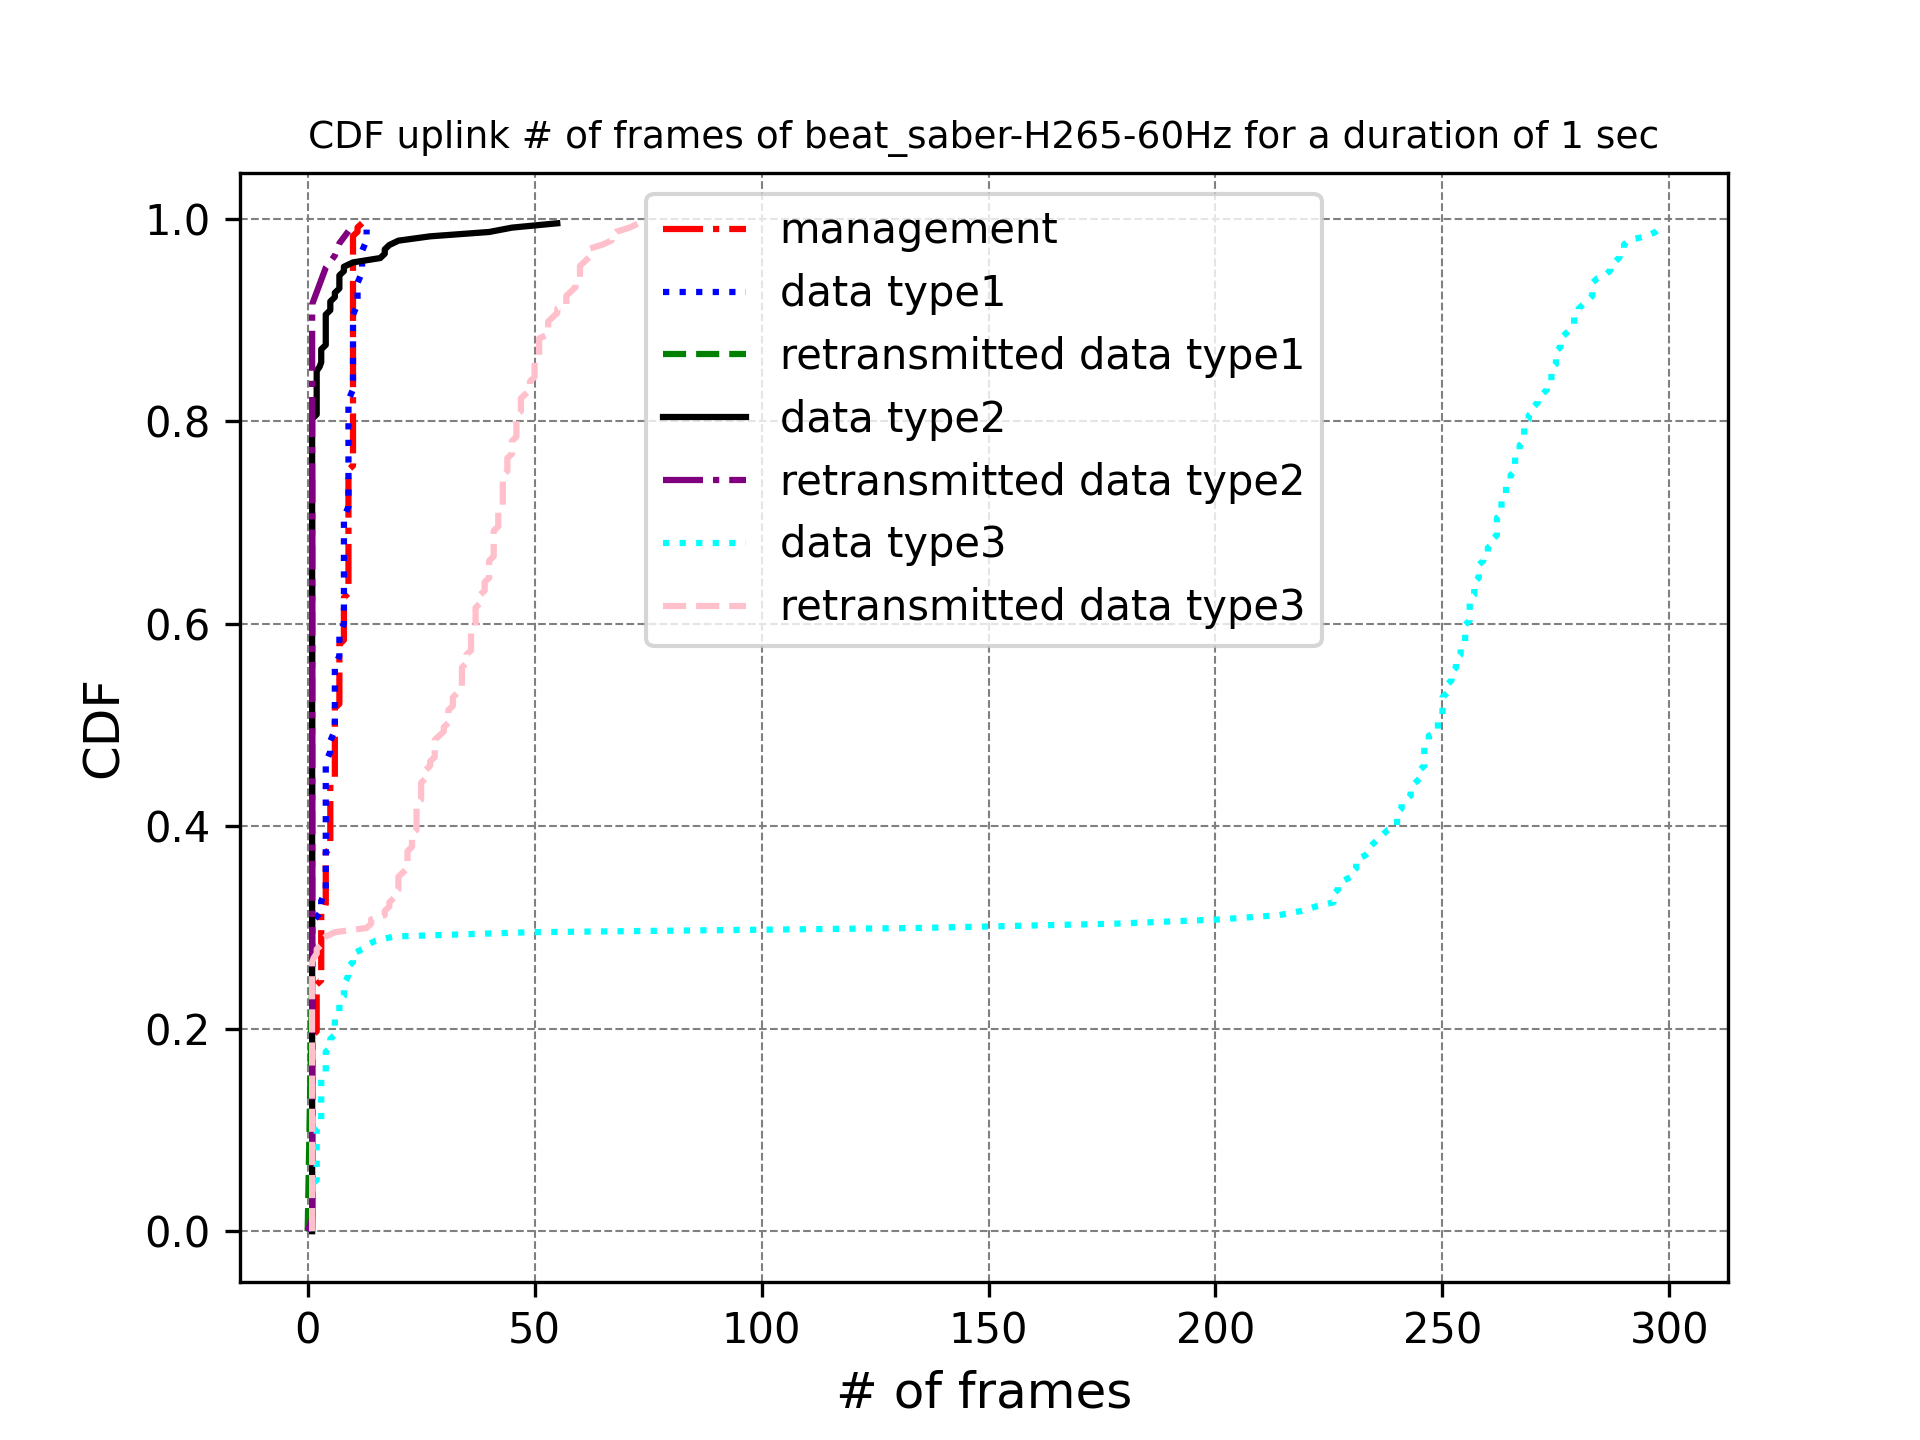 CDF uplink # of frames of beat_saber-H265-60Hz for a duration of 1 sec
1.0
0.8
0.6
0.4
0.2
0.0
CDF
management
data type1
retransmitted data type1
data type2
retransmitted data type2
data type3
retransmitted data type3
0 50 100 150 200 250 300
# of frames